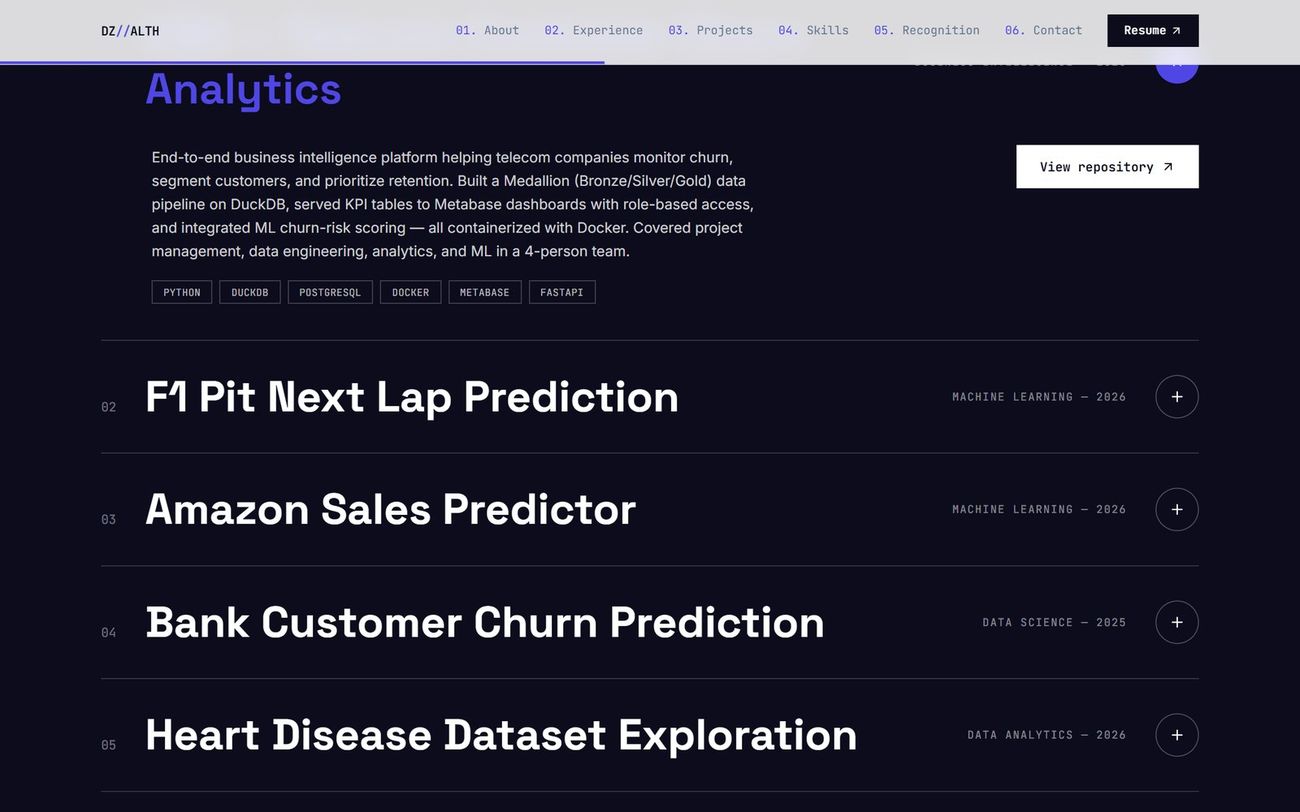 DZ//ALTH
01. About 02. Experience 03. Projects 04. Skills 05. Recognition 06. Contact Resume ↗
Analytics
End-to-end business intelligence platform helping telecom companies monitor churn,
segment customers, and prioritize retention. Built a Medallion (Bronze/Silver/Gold) data
pipeline on DuckDB, served KPI tables to Metabase dashboards with role-based access,
and integrated ML churn-risk scoring — all containerized with Docker. Covered project
management, data engineering, analytics, and ML in a 4-person team.
View repository ↗
PYTHON DUCKDB POSTGRESQL DOCKER METABASE FASTAPI
02 F1 Pit Next Lap Prediction MACHINE LEARNING — 2026 +
03 Amazon Sales Predictor MACHINE LEARNING — 2026 +
04 Bank Customer Churn Prediction DATA SCIENCE — 2025 +
05 Heart Disease Dataset Exploration DATA ANALYTICS — 2026 +